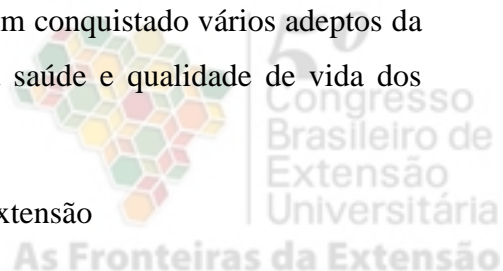 m conquistado vários adeptos da
saúde e qualidade de vida dos
xtensão
5º
Congresso
Brasileiro de
Extensão
Universitária
As Fronteiras da Extensão